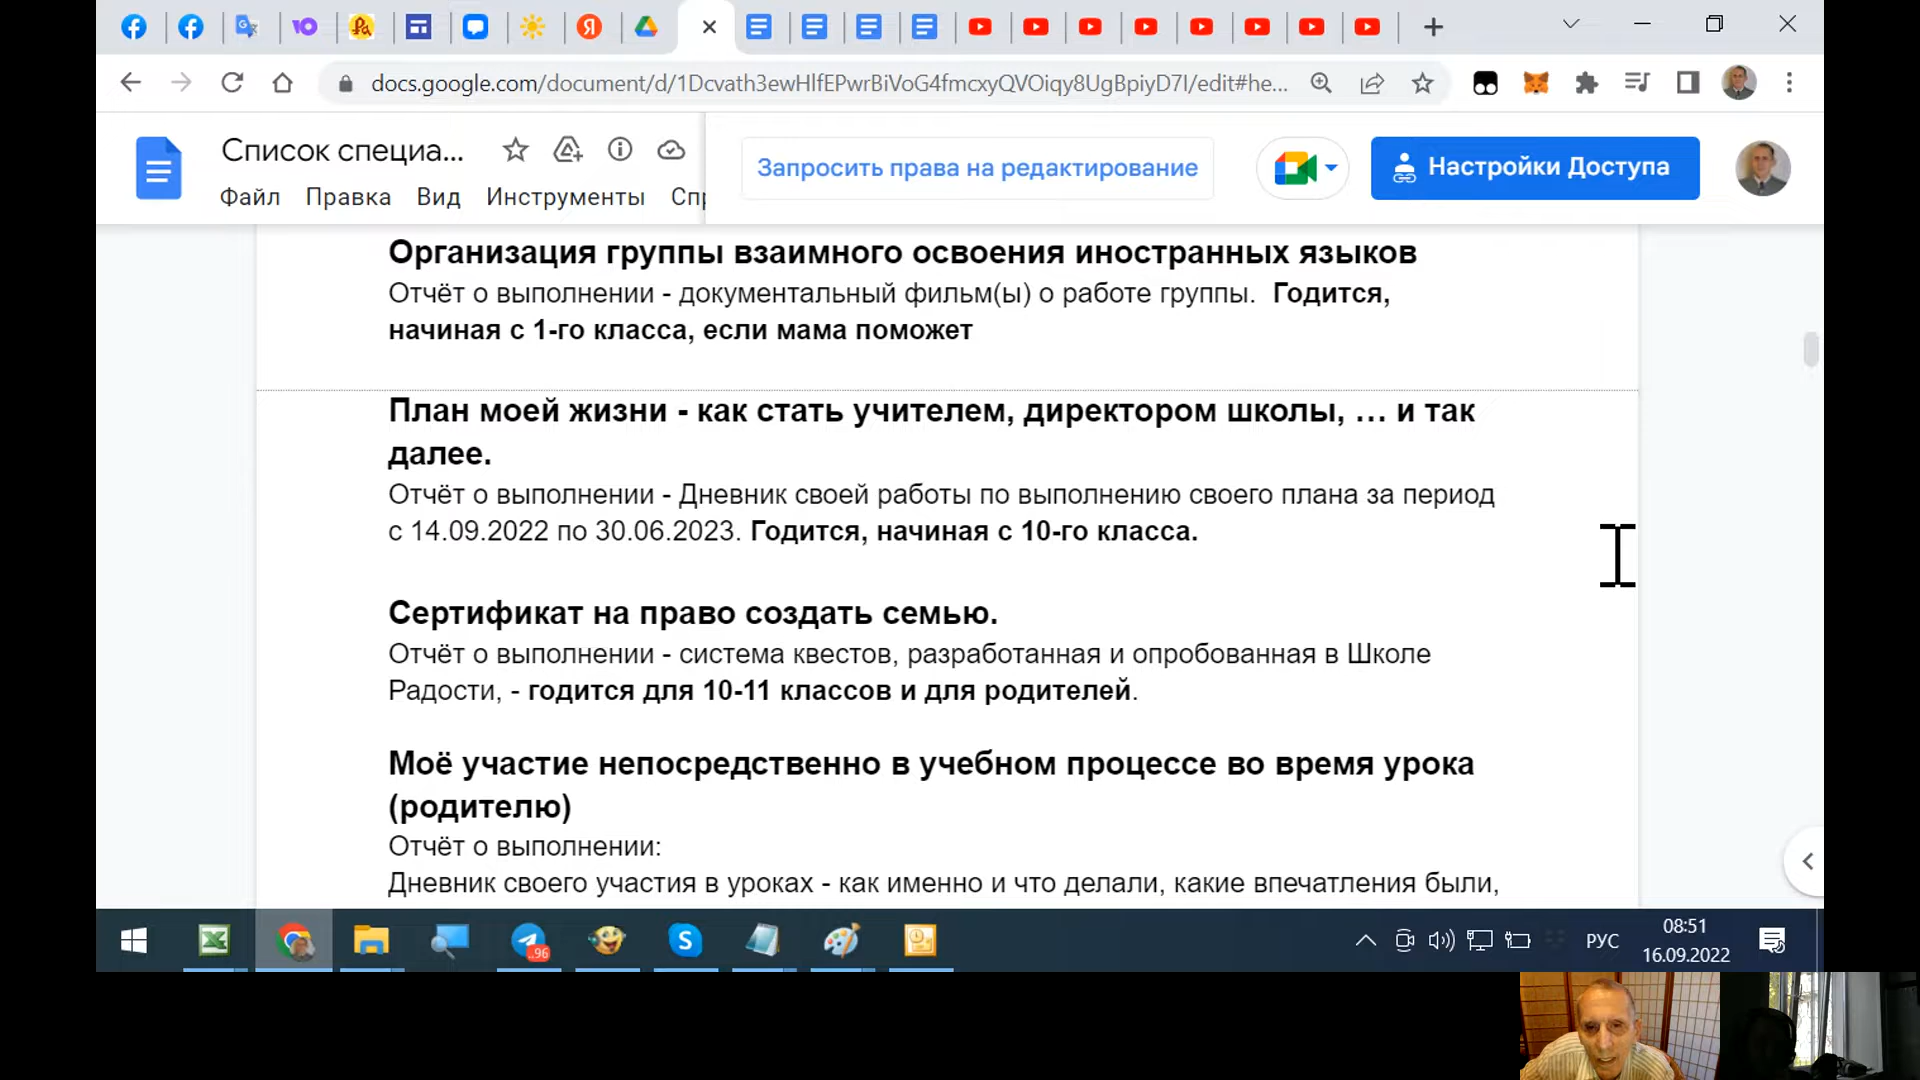 docs.google.com/document/d/1Dcvath3ewHlfEPwrBiVoG4fmcxyQVOiqy8UgBpiyD7I/edit#he...
Список специа...
Запросить права на редактирование
Настройки Доступа
Файл Правка Вид Инструменты Спр
Организация группы взаимного освоения иностранных языков
Отчёт о выполнении - документальный фильм(ы) о работе группы. Годится,
начиная с 1-го класса, если мама поможет
План моей жизни - как стать учителем, директором школы, … и так
далее.
Отчёт о выполнении - Дневник своей работы по выполнению своего плана за период
с 14.09.2022 по 30.06.2023. Годится, начиная с 10-го класса.
Сертификат на право создать семью.
Отчёт о выполнении - система квестов, разработанная и опробованная в Школе
Радости, - годится для 10-11 классов и для родителей.
Моё участие непосредственно в учебном процессе во время урока
(родителю)
Отчёт о выполнении:
Дневник своего участия в уроках - как именно и что делали, какие впечатления были,
96
РУС
08:51
16.09.2022